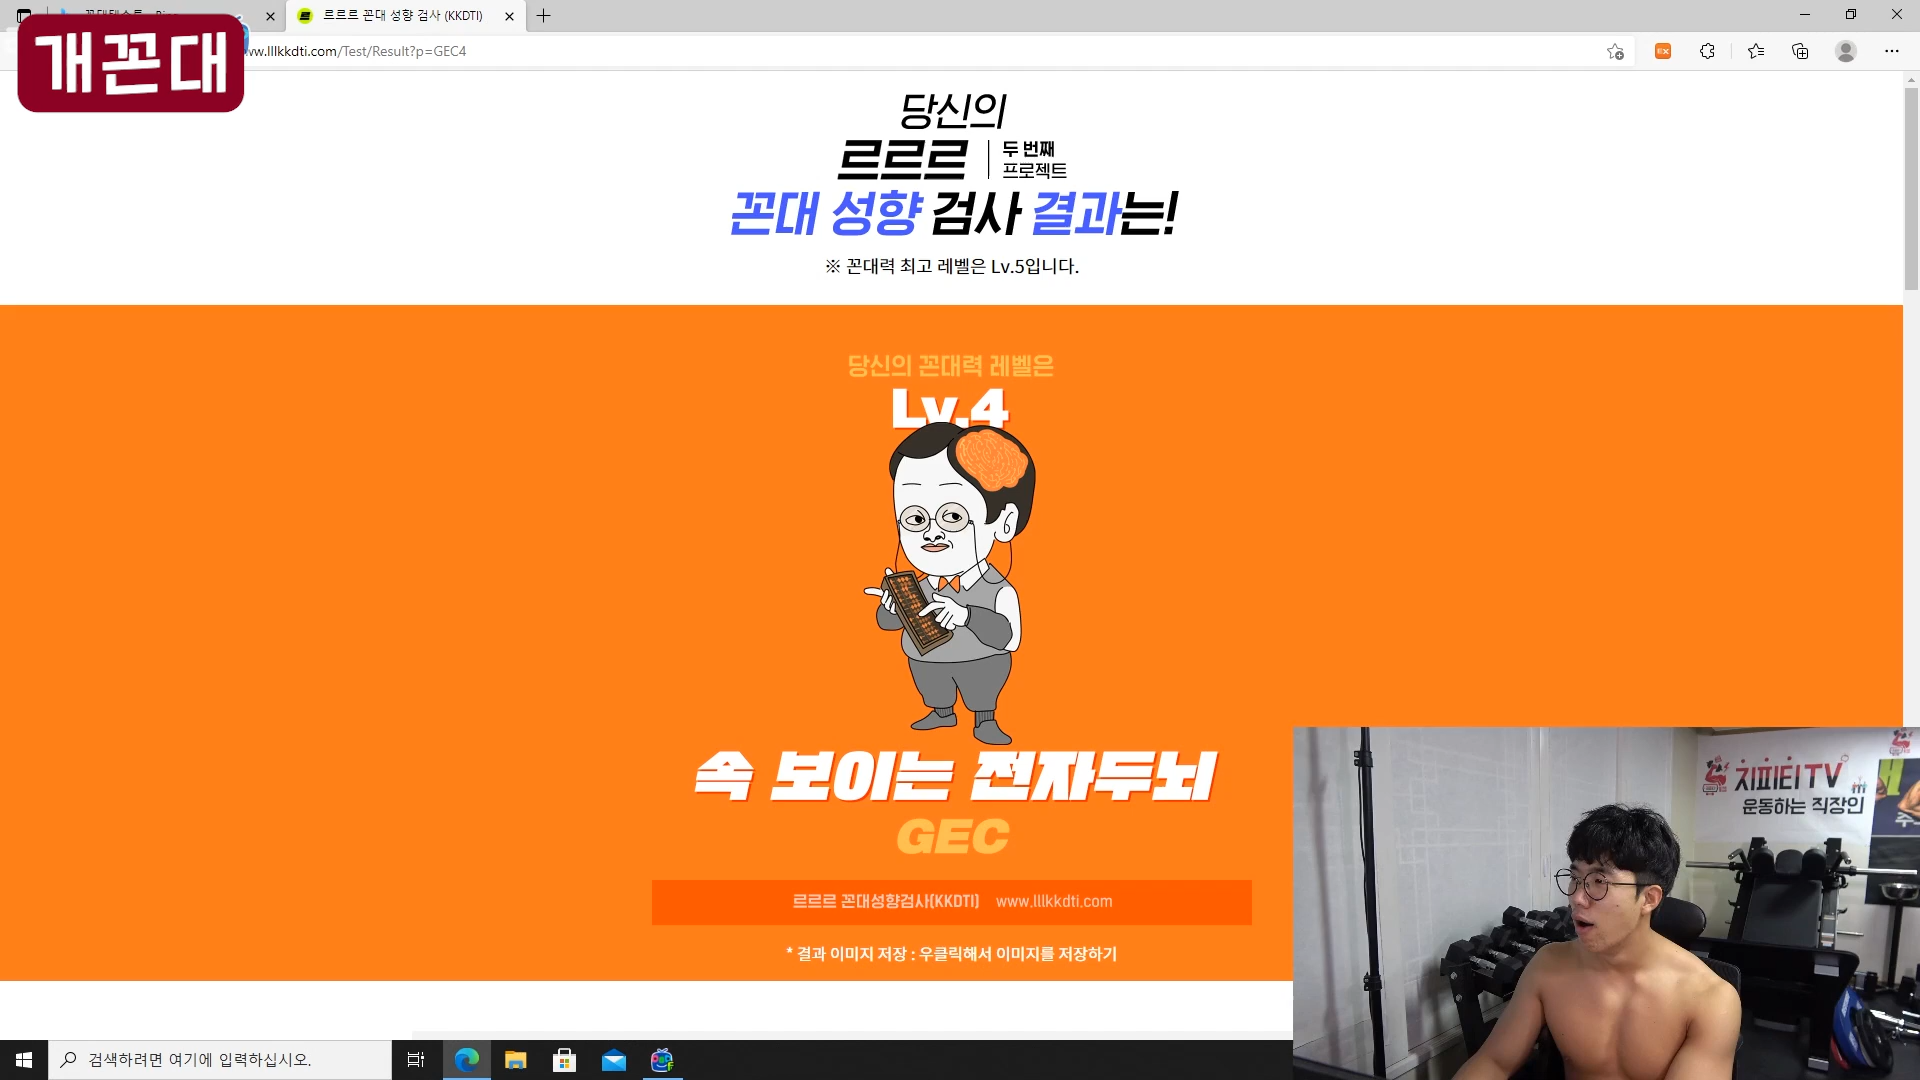 개꼰대
르르르 꼰대 성향 검사 (KKDTI)
ww.lllkkdti.com/Test/Result?p=GEC4
당신의
르르르
두 번째
프로젝트
꼰대 성향 검사 결과는!
※ 꼰대력 최고 레벨은 Lv.5입니다.
당신의 꼰대력 레벨은
Lv.4
속 보이는 전자두뇌
GEC
르르르 꼰대성향검사(KKDTI) www.lllkkdti.com
* 결과 이미지 저장 : 우클릭해서 이미지를 저장하기
지피티TV
운동하는 직장인
검색하려면 여기에 입력하십시오.